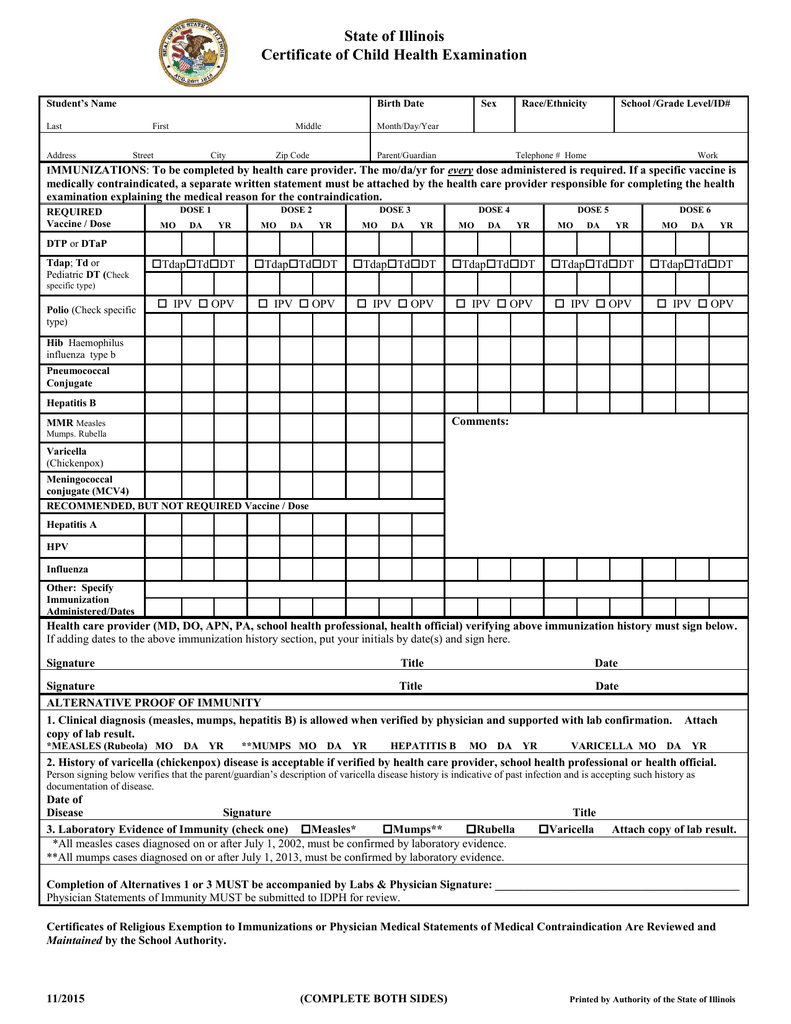 SEAL OF THE STATE OF ILLINOIS
AUG. 26TH 1818
State of Illinois
Certificate of Child Health Examination
Student's Name Birth Date Sex Race/Ethnicity School /Grade Level/ID#
Last First Middle Month/Day/Year
Address Street City Zip Code Parent/Guardian Telephone # Home Work
IMMUNIZATIONS: To be completed by health care provider. The mo/da/yr for every dose administered is required. If a specific vaccine is
medically contraindicated, a separate written statement must be attached by the health care provider responsible for completing the health
examination explaining the medical reason for the contraindication.
REQUIRED DOSE 1 DOSE 2 DOSE 3 DOSE 4 DOSE 5 DOSE 6
Vaccine / Dose MO DA YR MO DA YR MO DA YR MO DA YR MO DA YR MO DA YR
DTP or DTaP
Tdap; Td or ☐Tdap☐Td☐DT ☐Tdap☐Td☐DT ☐Tdap☐Td☐DT ☐Tdap☐Td☐DT ☐Tdap☐Td☐DT ☐Tdap☐Td☐DT
Pediatric DT (Check
specific type)
☐ IPV ☐ OPV ☐ IPV ☐ OPV ☐ IPV ☐ OPV ☐ IPV ☐ OPV ☐ IPV ☐ OPV ☐ IPV ☐ OPV
Polio (Check specific
type)
Hib Haemophilus
influenza type b
Pneumococcal
Conjugate
Hepatitis B
MMR Measles Comments:
Mumps. Rubella
Varicella
(Chickenpox)
Meningococcal
conjugate (MCV4)
RECOMMENDED, BUT NOT REQUIRED Vaccine / Dose
Hepatitis A
HPV
Influenza
Other: Specify
Immunization
Administered/Dates
Health care provider (MD, DO, APN, PA, school health professional, health official) verifying above immunization history must sign below.
If adding dates to the above immunization history section, put your initials by date(s) and sign here.
Signature Title Date
Signature Title Date
ALTERNATIVE PROOF OF IMMUNITY
1. Clinical diagnosis (measles, mumps, hepatitis B) is allowed when verified by physician and supported with lab confirmation. Attach
copy of lab result.
*MEASLES (Rubeola) MO DA YR **MUMPS MO DA YR HEPATITIS B MO DA YR VARICELLA MO DA YR
2. History of varicella (chickenpox) disease is acceptable if verified by health care provider, school health professional or health official.
Person signing below verifies that the parent/guardian's description of varicella disease history is indicative of past infection and is accepting such history as
documentation of disease.
Date of
Disease Signature Title
3. Laboratory Evidence of Immunity (check one) ☐Measles* ☐Mumps** ☐Rubella ☐Varicella Attach copy of lab result.
*All measles cases diagnosed on or after July 1, 2002, must be confirmed by laboratory evidence.
**All mumps cases diagnosed on or after July 1, 2013, must be confirmed by laboratory evidence.
Completion of Alternatives 1 or 3 MUST be accompanied by Labs & Physician Signature: ____________________
Physician Statements of Immunity MUST be submitted to IDPH for review.
Certificates of Religious Exemption to Immunizations or Physician Medical Statements of Medical Contraindication Are Reviewed and
Maintained by the School Authority.
11/2015 (COMPLETE BOTH SIDES) Printed by Authority of the State of Illinois